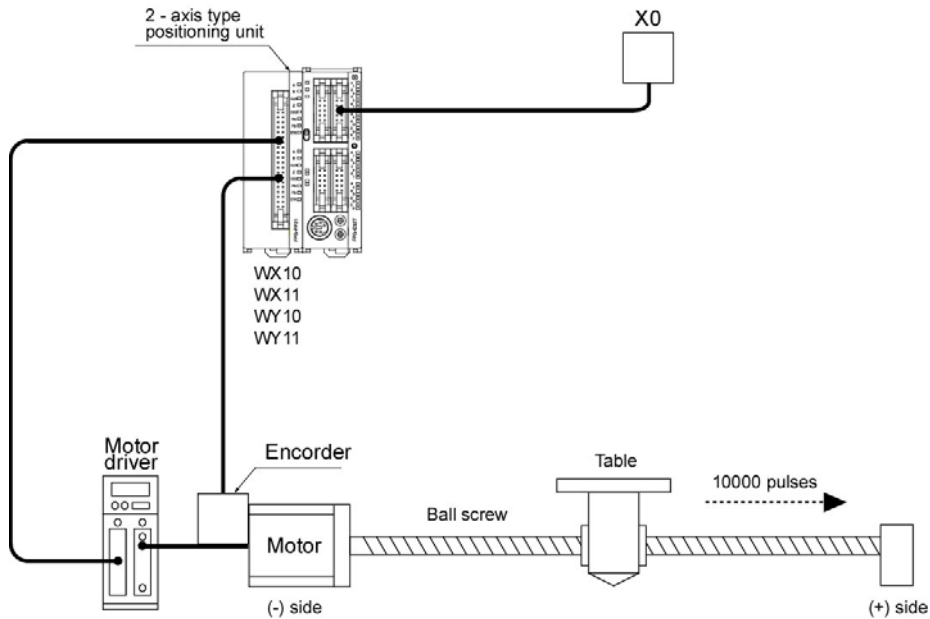 2 - axis type
positioning unit
X0
WX10
WX11
WY10
WY11
Motor
driver
Encorder
Table
10000 pulses
Ball screw
Motor
(-) side
(+) side